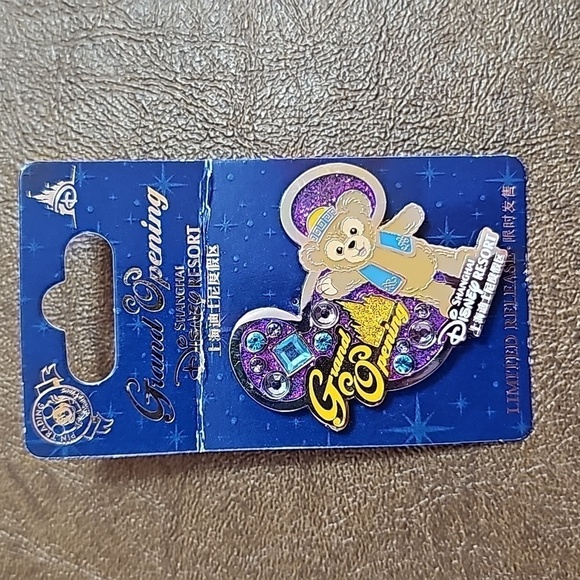 Grand Opening
SHANGHAI
Disney RESORT
上海迪士尼度假区
PIN TRADING
Grand
Opening
SHANGHAI
Disney RESORT
上海迪士尼度假区
LIMITED RELEASE 限时发售